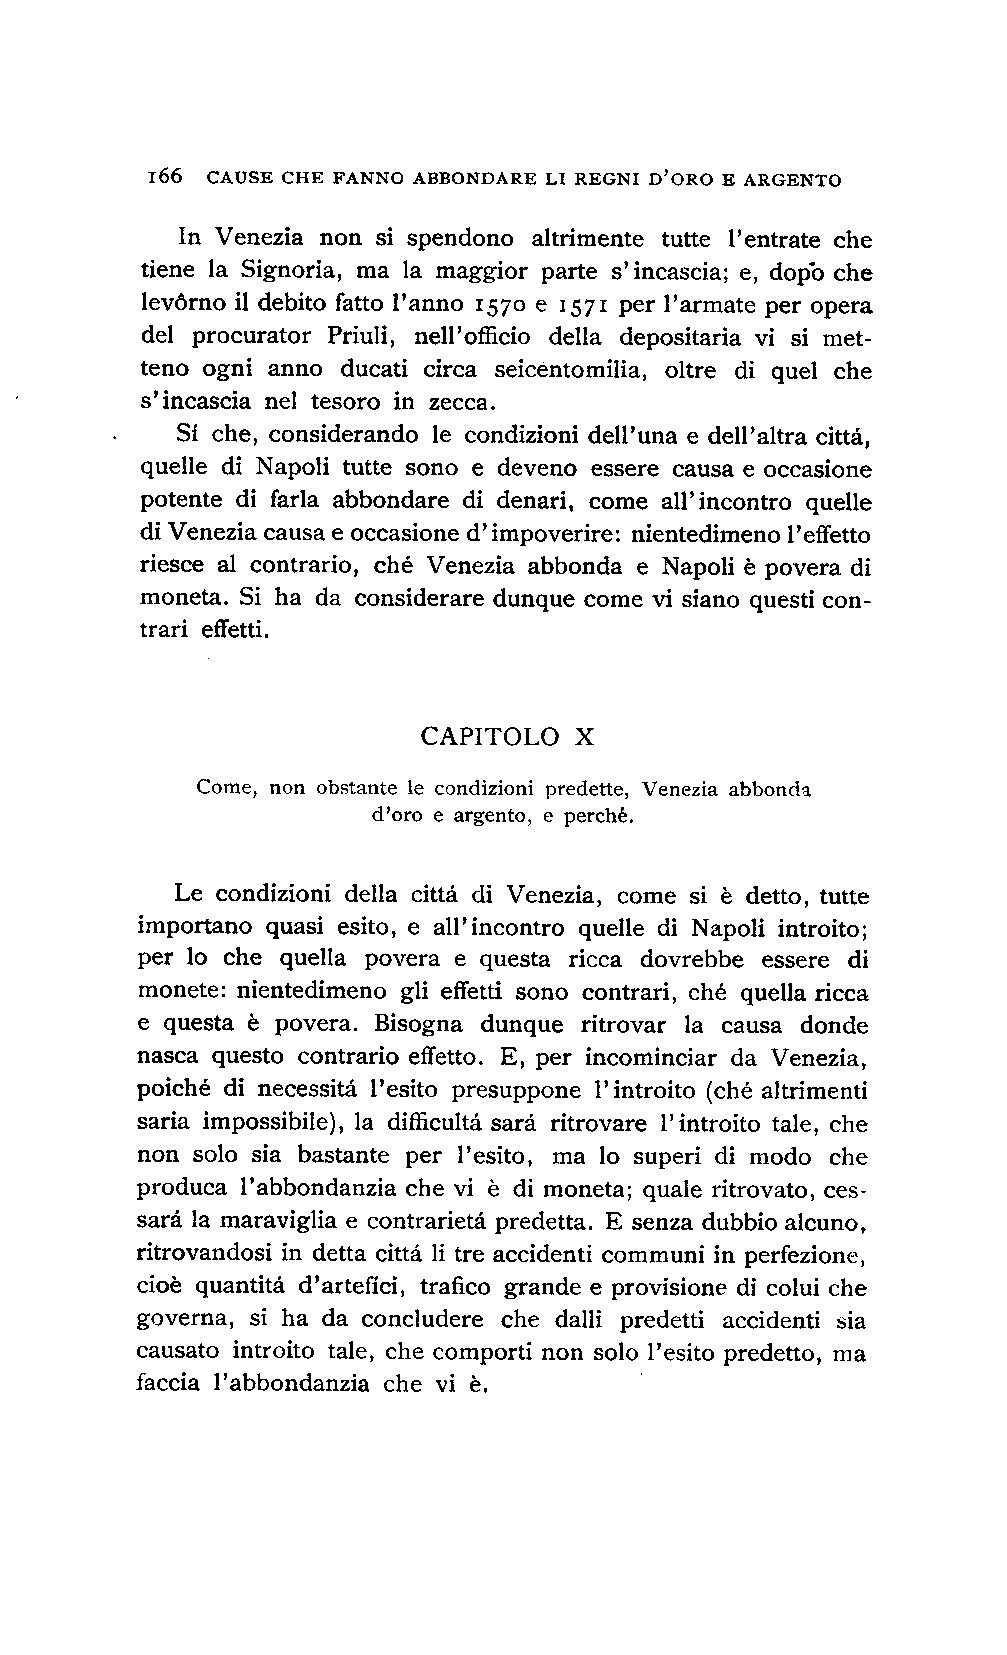 166 CAUSE CHE FANNO ABBONDARE LI REGNI D'ORO E ARGENTO
In Venezia non si spendono altrimente tutte l'entrate che
tiene la Signoria, ma la maggior parte s'incascia; e, dopo che
levôrno il debito fatto l'anno 1570 e 1571 per l'armate per opera
del procurator Priuli, nell'officio della depositaria vi si met-
teno ogni anno ducati circa seicentomilia, oltre di quel che
s'incascia nel tesoro in zecca.
Sí che, considerando le condizioni dell'una e dell'altra cittá,
quelle di Napoli tutte sono e deveno essere causa e occasione
potente di farla abbondare di denari, come all'incontro quelle
di Venezia causa e occasione d'impoverire: nientedimeno l'effetto
riesce al contrario, ché Venezia abbonda e Napoli è povera di
moneta. Si ha da considerare dunque come vi siano questi con-
trari effetti.
CAPITOLO X
Come, non obstante le condizioni predette, Venezia abbonda
d'oro e argento, e perché.
Le condizioni della cittá di Venezia, come si è detto, tutte
importano quasi esito, e all'incontro quelle di Napoli introito;
per lo che quella povera e questa ricca dovrebbe essere di
monete: nientedimeno gli effetti sono contrari, ché quella ricca
e questa è povera. Bisogna dunque ritrovar la causa donde
nasca questo contrario effetto. E, per incominciar da Venezia,
poiché di necessitá l'esito presuppone l'introito (ché altrimenti
saria impossibile), la difficultá sará ritrovare l'introito tale, che
non solo sia bastante per l'esito, ma lo superi di modo che
produca l'abbondanzia che vi è di moneta; quale ritrovato, ces-
sará la maraviglia e contrarietá predetta. E senza dubbio alcuno,
ritrovandosi in detta cittá li tre accidenti communi in perfezione,
cioè quantitá d'artefici, trafico grande e provisione di colui che
governa, si ha da concludere che dalli predetti accidenti sia
causato introito tale, che comporti non solo l'esito predetto, ma
faccia l'abbondanzia che vi è.